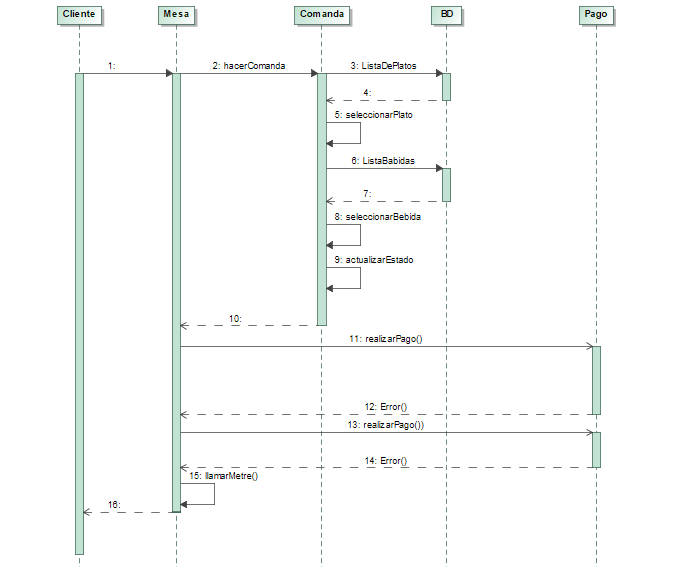 Cliente
Mesa
Comanda
BD
Pago
1:
2: hacerComanda
3: ListaDePlatos
4:
5: seleccionarPlato
6: ListaBabidas
7:
8: seleccionarBebida
9: actualizarEstado
10:
11: realizarPago()
12: Error()
13: realizarPago())
14: Error()
15: llamarMetre()
16: